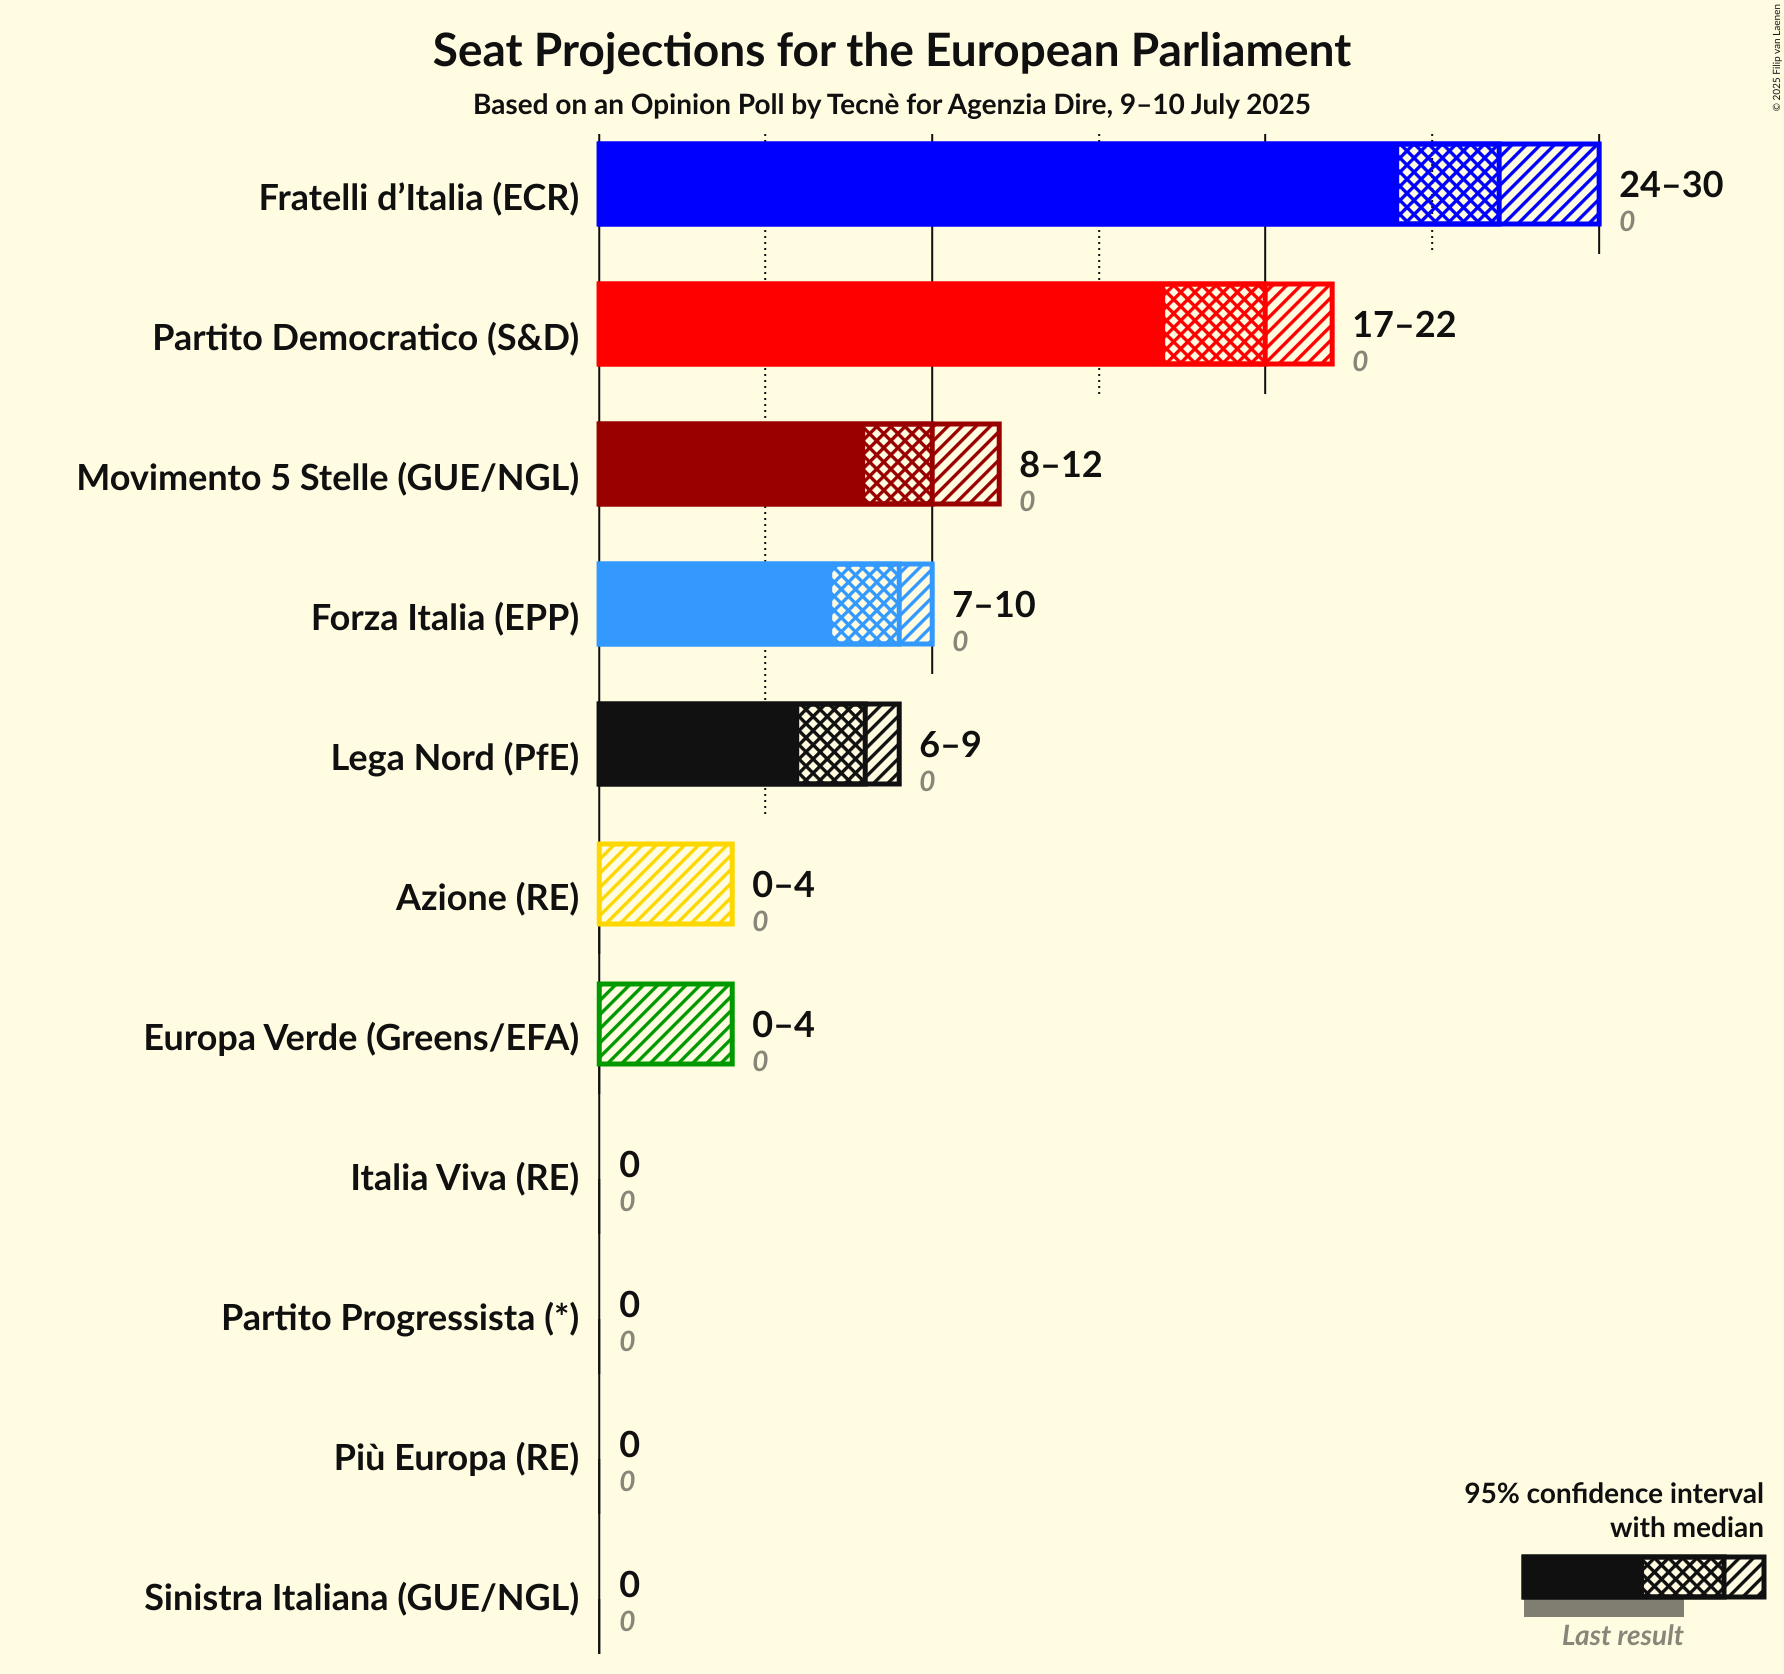 Seat Projections for the European Parliament
Based on an Opinion Poll by Tecnè for Agenzia Dire, 9–10 July 2025
© 2025 Filip van Laenen
Fratelli d’Italia (ECR)
24–30
0
Partito Democratico (S&D)
17–22
0
Movimento 5 Stelle (GUE/NGL)
8–12
0
Forza Italia (EPP)
7–10
0
Lega Nord (PfE)
6–9
0
Azione (RE)
0–4
0
Europa Verde (Greens/EFA)
0–4
0
Italia Viva (RE)
0
0
Partito Progressista (*)
0
0
Più Europa (RE)
0
0
Sinistra Italiana (GUE/NGL)
0
0
95% confidence interval
with median
Last result